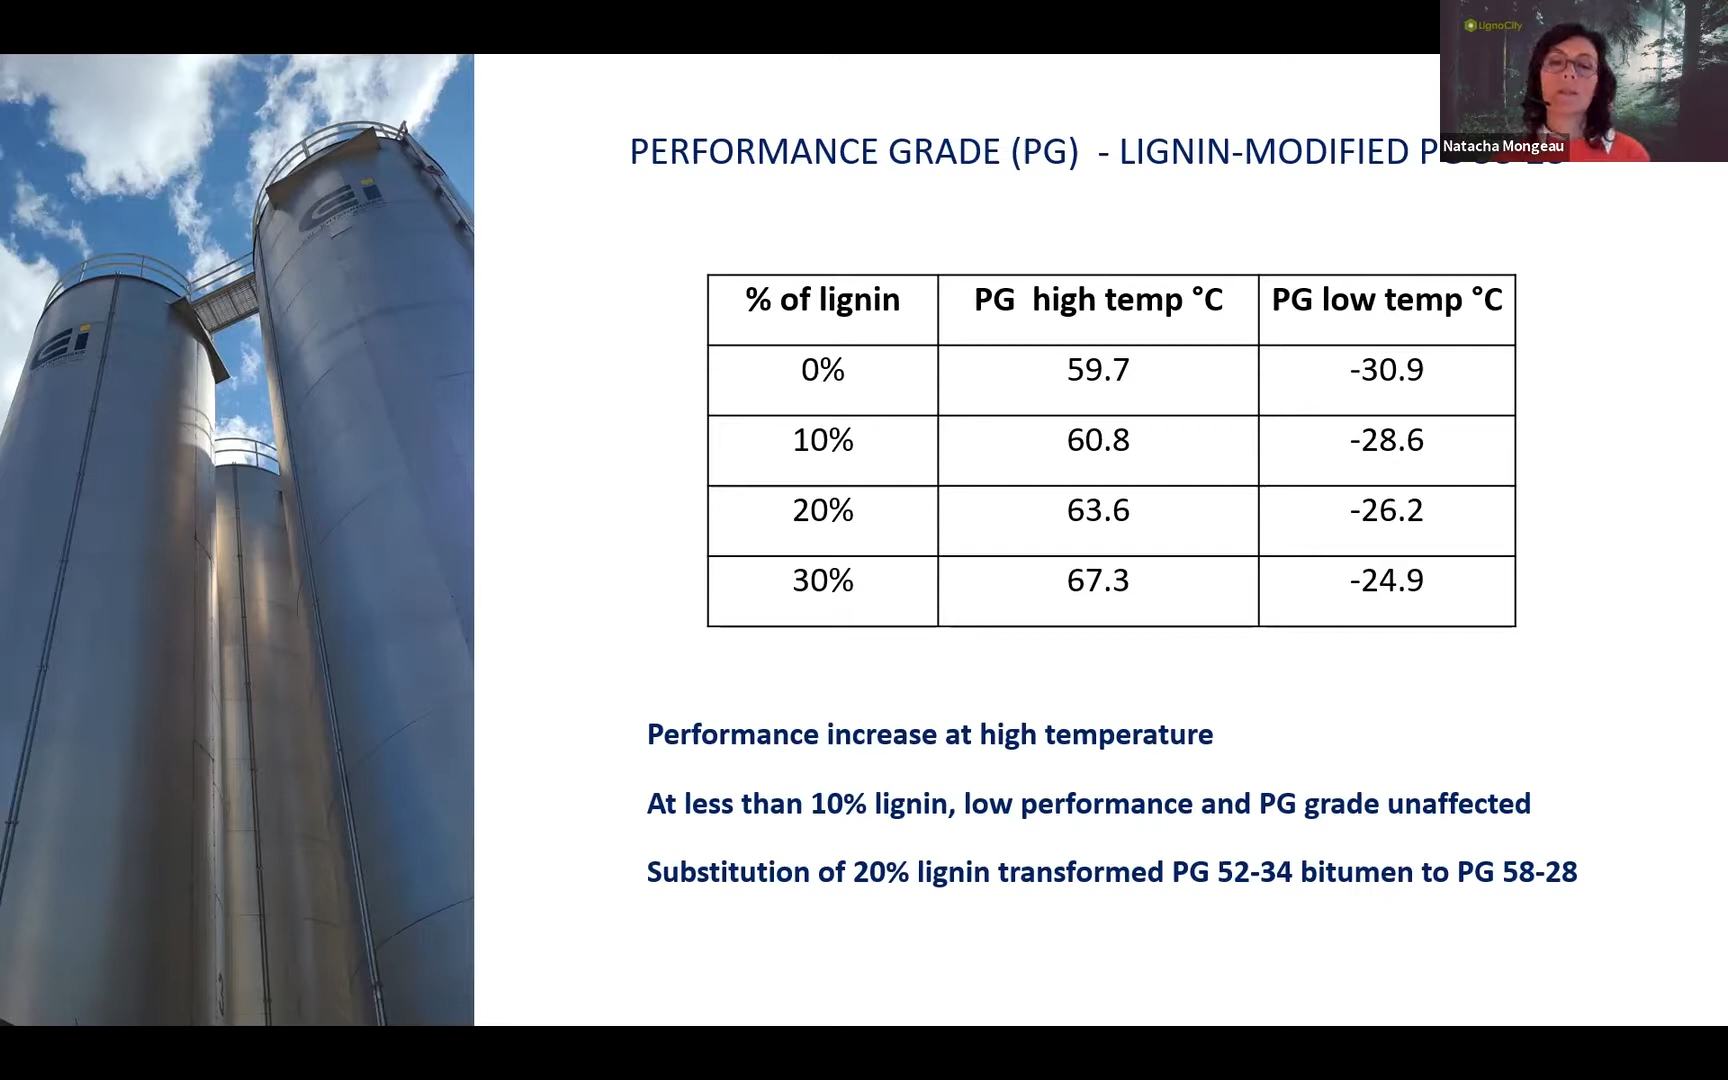 LignoCity
Natacha Mongeau
PERFORMANCE GRADE (PG) - LIGNIN-MODIFIED
% of lignin PG high temp °C PG low temp °C
0% 59.7 -30.9
10% 60.8 -28.6
20% 63.6 -26.2
30% 67.3 -24.9
Performance increase at high temperature
At less than 10% lignin, low performance and PG grade unaffected
Substitution of 20% lignin transformed PG 52-34 bitumen to PG 58-28